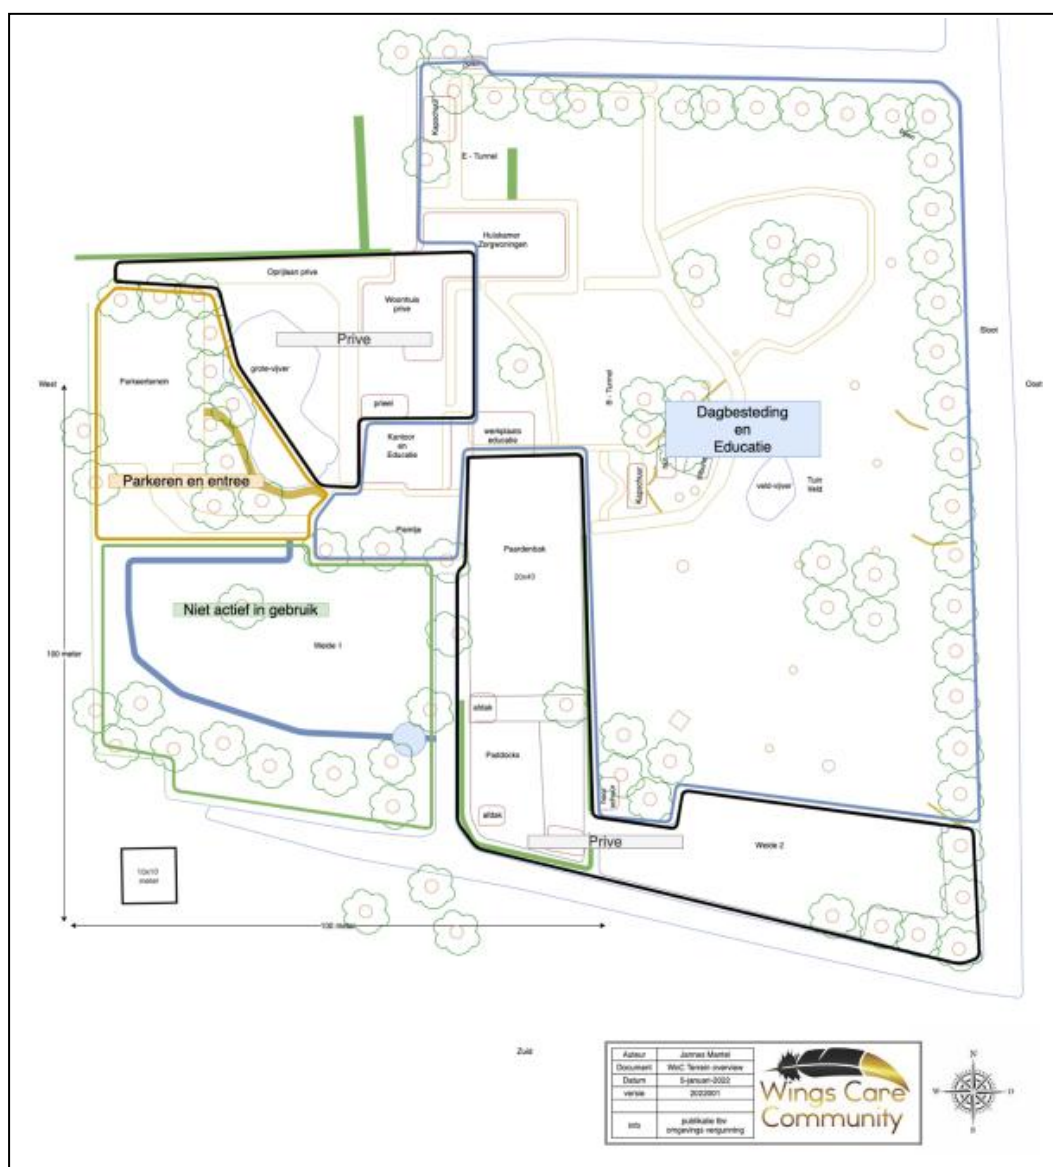 open
Kapschuur
E - Tunnel
Huiskamer
Zorgwoningen
Oprijlaan prive
Woonhuis
prive
Prive
Sloot
grote-vijver
West
Parkeerterrein
Oost
B - Tunnel
prieel
Dagbesteding
en
Educatie
Kantoor
en
Educatie
werkplaats
educatie
Kapschuur
veld-vijver
Tuin
Veld
Parkeren en entree
Pleintje
Paardenbak
20x40
Niet actief in gebruik
Weide 1
100 meter
afdak
Paddocks
afdak
schuur
Prive
Weide 2
10x10
meter
100 meter
Zuid
Auteur Jannes Mantel
Document WoC Terrein overview
Datum 5-januari-2022
versie 2022001
info publikatie tbv
omgevings vergunning
Wings Care
Community
N
W
O